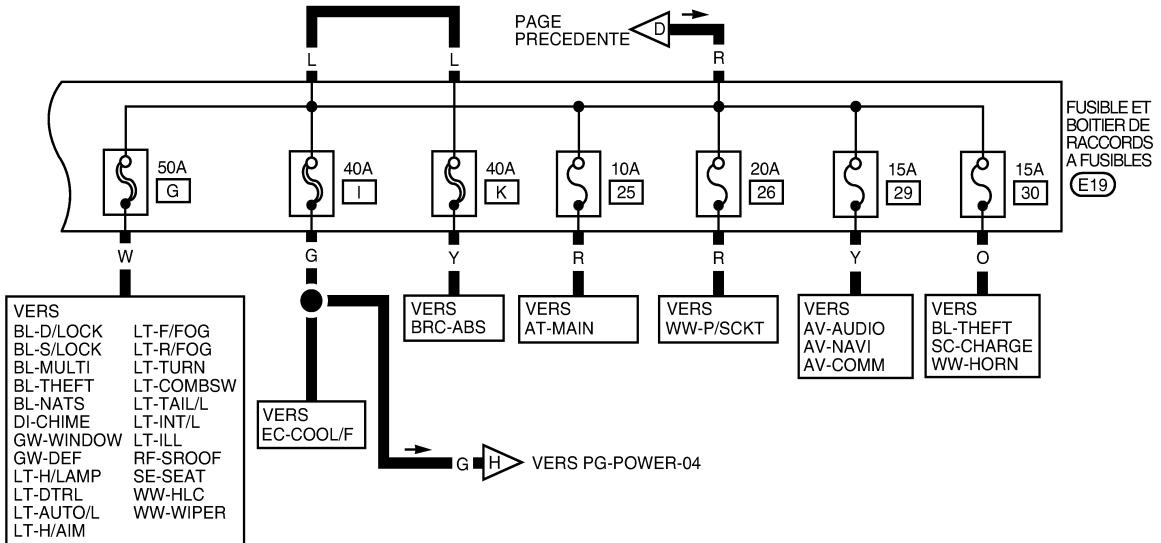 PAGE
PRECEDENTE
D
L
L
R
FUSIBLE ET
BOITIER DE
RACCORDS
A FUSIBLES
E19
50A
G
40A
I
40A
K
10A
25
20A
26
15A
29
15A
30
W
G
Y
R
R
Y
O
VERS
BL-D/LOCK
BL-S/LOCK
BL-MULTI
BL-THEFT
BL-NATS
DI-CHIME
GW-WINDOW
GW-DEF
LT-H/LAMP
LT-DTRL
LT-AUTO/L
LT-H/AIM
LT-F/FOG
LT-R/FOG
LT-TURN
LT-COMBSW
LT-TAIL/L
LT-INT/L
LT-ILL
RF-SROOF
SE-SEAT
WW-HLC
WW-WIPER
VERS
EC-COOL/F
VERS
BRC-ABS
VERS
AT-MAIN
VERS
WW-P/SCKT
VERS
AV-AUDIO
AV-NAVI
AV-COMM
VERS
BL-THEFT
SC-CHARGE
WW-HORN
G
H
VERS PG-POWER-04